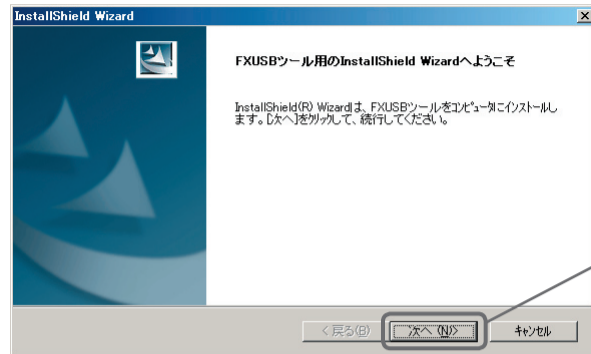 InstallShield Wizard
FXUSBツール用のInstallShield Wizardへようこそ
InstallShield(R) Wizardは、FXUSBツールをコンピュータにインストールし
ます。[次へ]をクリックして、続行してください。
< 戻る(B)
次へ (N)>
キャンセル